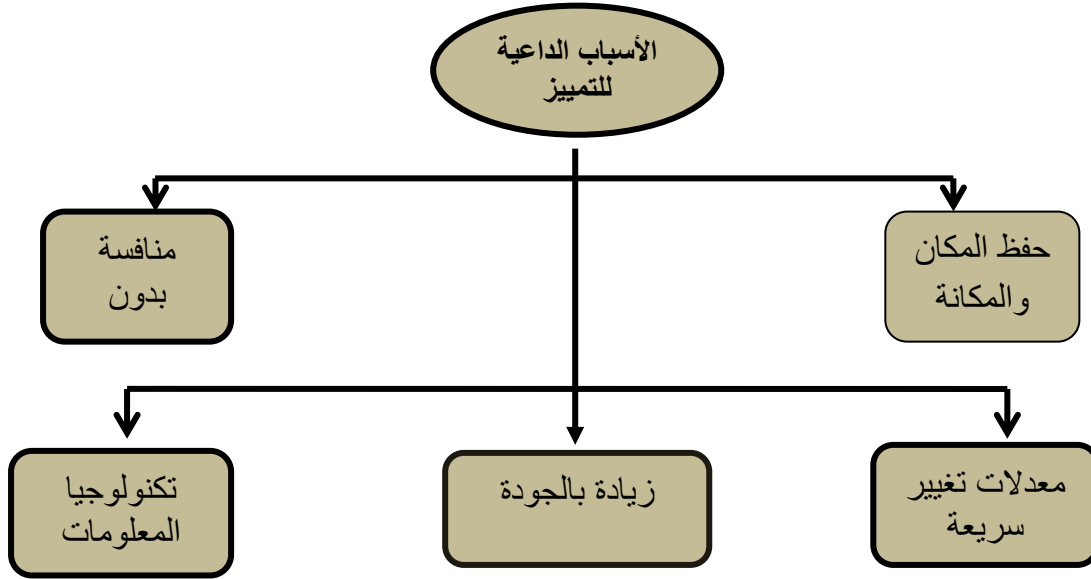 الأسباب الداعية
للتمييز
حفظ المكان
والمكانة
منافسة
بدون
معدلات تغيير
سريعة
زيادة بالجودة
تكنولوجيا
المعلومات